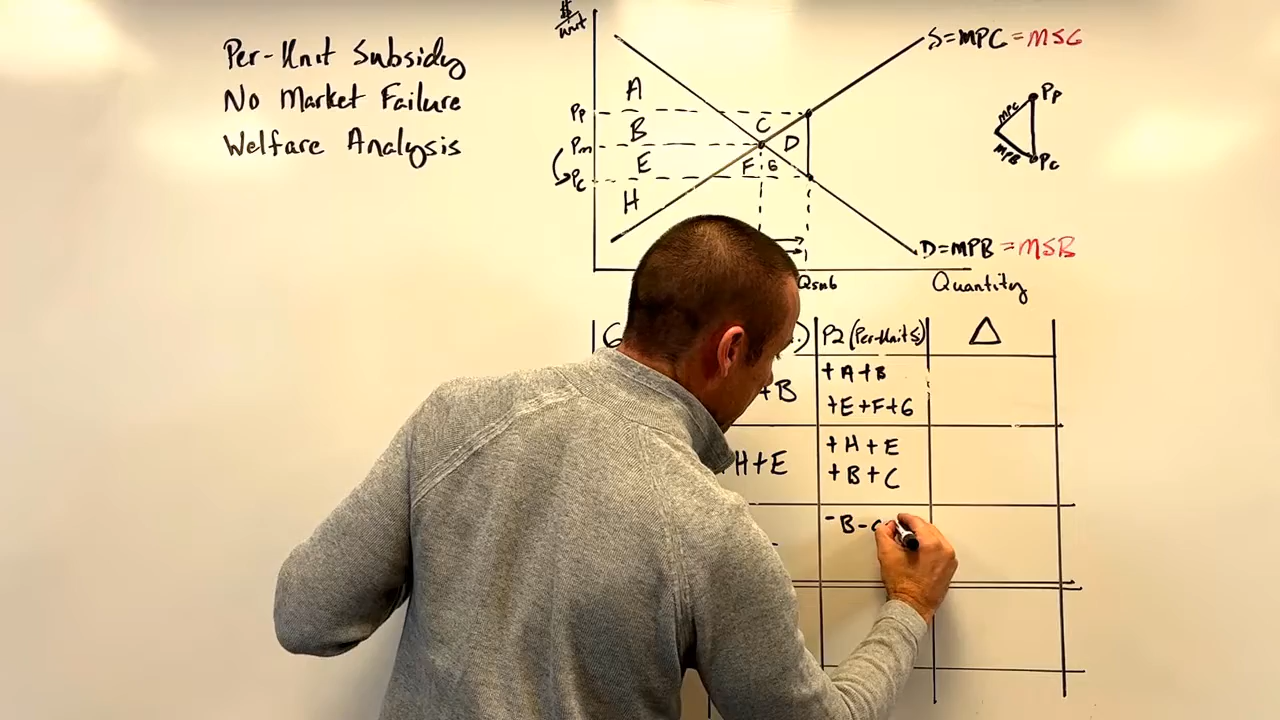 Per-Unit Subsidy
No Market Failure
Welfare Analysis
$/unit
S=MPC =MSC
A
Pp
B
C
D
Pm
E
F
G
Pc
H
MPC
Pp
MPB
Pc
D=MPB =MSB
Qsub
Quantity
P2 (Per-Unit S)
Δ
+B
+A+B
+E+F+G
H+E
+H+E
+B+C
-B-